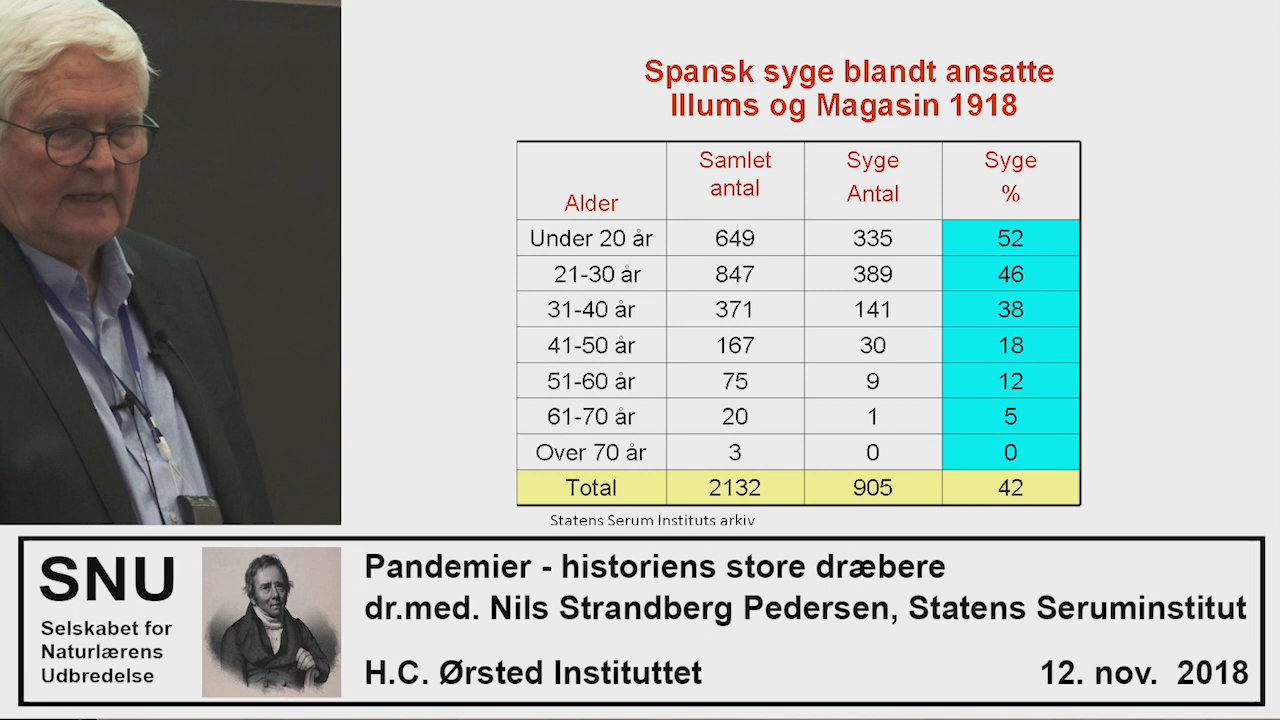 Spansk syge blandt ansatte
Illums og Magasin 1918
Alder Samlet antal Syge Antal Syge %
Under 20 år 649 335 52
21-30 år 847 389 46
31-40 år 371 141 38
41-50 år 167 30 18
51-60 år 75 9 12
61-70 år 20 1 5
Over 70 år 3 0 0
Total 2132 905 42
Statens Serum Instituts arkiv
SNU
Selskabet for
Naturlærens
Udbredelse
Pandemier - historiens store dræbere
dr.med. Nils Strandberg Pedersen, Statens Seruminstitut
H.C. Ørsted Instituttet 12. nov. 2018